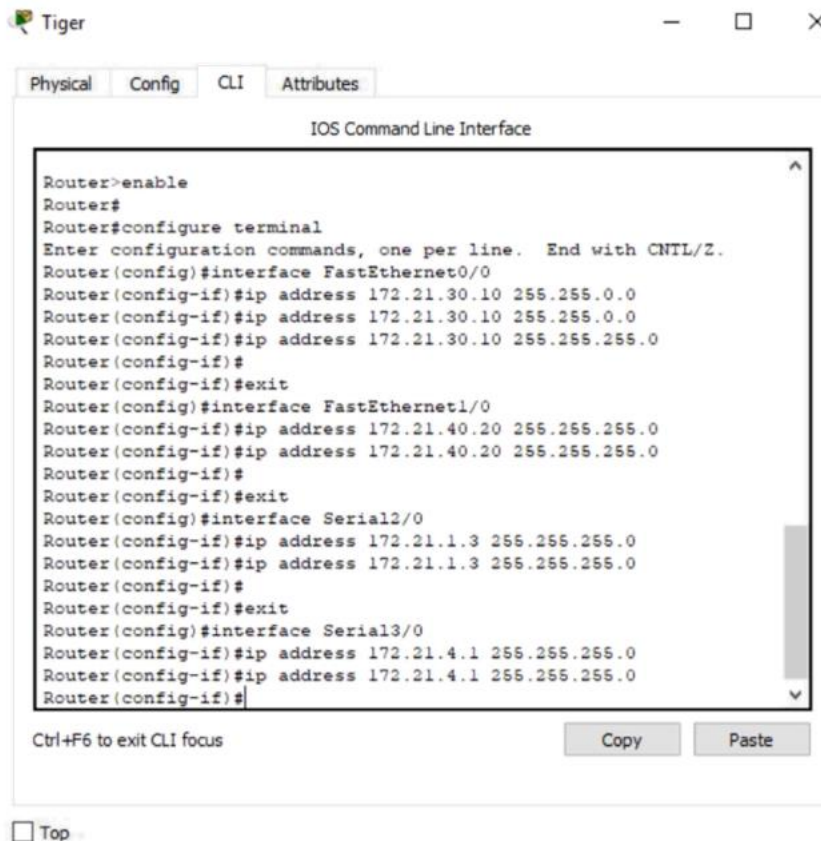 Tiger
Physical Config CLI Attributes
IOS Command Line Interface
Router>enable
Router#
Router#configure terminal
Enter configuration commands, one per line.  End with CNTL/Z.
Router(config)#interface FastEthernet0/0
Router(config-if)#ip address 172.21.30.10 255.255.0.0
Router(config-if)#ip address 172.21.30.10 255.255.0.0
Router(config-if)#ip address 172.21.30.10 255.255.255.0
Router(config-if)#
Router(config-if)#exit
Router(config)#interface FastEthernet1/0
Router(config-if)#ip address 172.21.40.20 255.255.255.0
Router(config-if)#ip address 172.21.40.20 255.255.255.0
Router(config-if)#
Router(config-if)#exit
Router(config)#interface Serial2/0
Router(config-if)#ip address 172.21.1.3 255.255.255.0
Router(config-if)#ip address 172.21.1.3 255.255.255.0
Router(config-if)#
Router(config-if)#exit
Router(config)#interface Serial3/0
Router(config-if)#ip address 172.21.4.1 255.255.255.0
Router(config-if)#ip address 172.21.4.1 255.255.255.0
Router(config-if)#
Ctrl+F6 to exit CLI focus
Copy Paste
Top